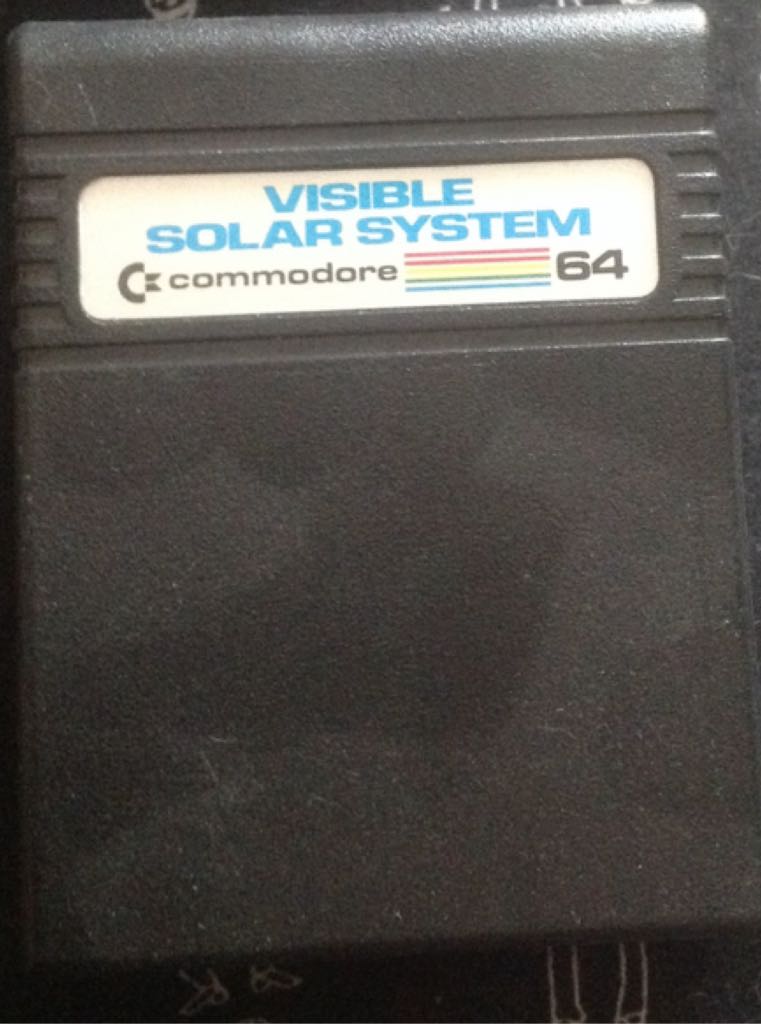 VISIBLE
SOLAR SYSTEM
commodore 64